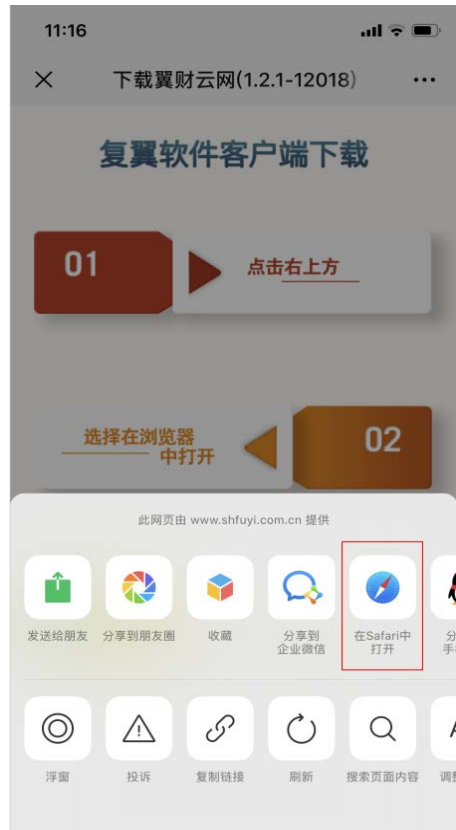 11:16
下载翼财云网(1.2.1-12018)
复翼软件客户端下载
01
点击右上方
选择在浏览器
中打开
02
此网页由 www.shfuyi.com.cn 提供
发送给朋友
分享到朋友圈
收藏
分享到
企业微信
在Safari中
打开
分
手
浮窗
投诉
复制链接
刷新
搜索页面内容
调